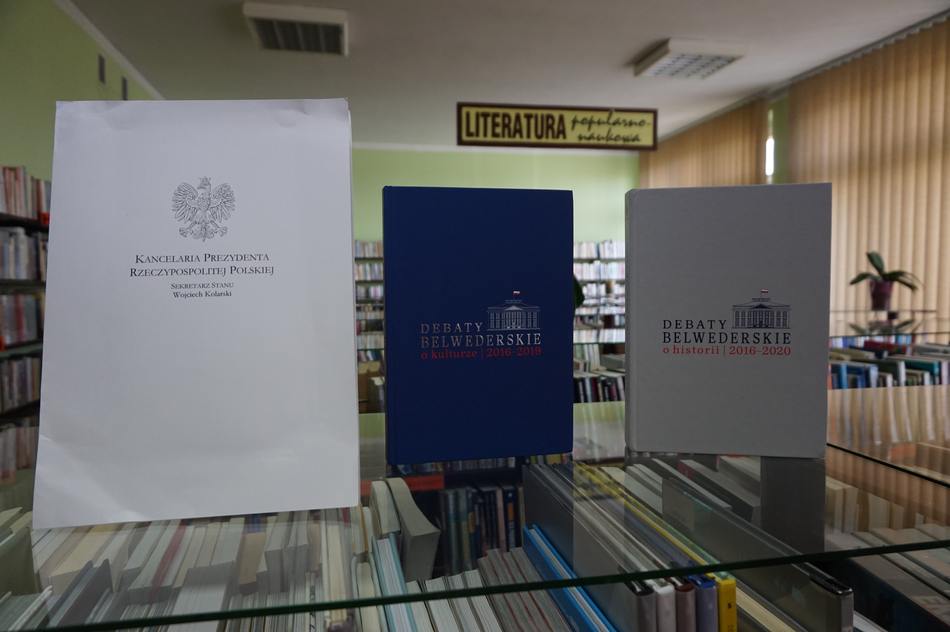 LITERATURA popularno-
naukowa
KANCELARIA PREZYDENTA
RZECZYPOSPOLITEJ POLSKIEJ
SEKRETARZ STANU
Wojciech Kolarski
DEBATY
BELWEDERSKIE
o kulturze | 2016-2019
DEBATY
BELWEDERSKIE
o historii | 2016-2020